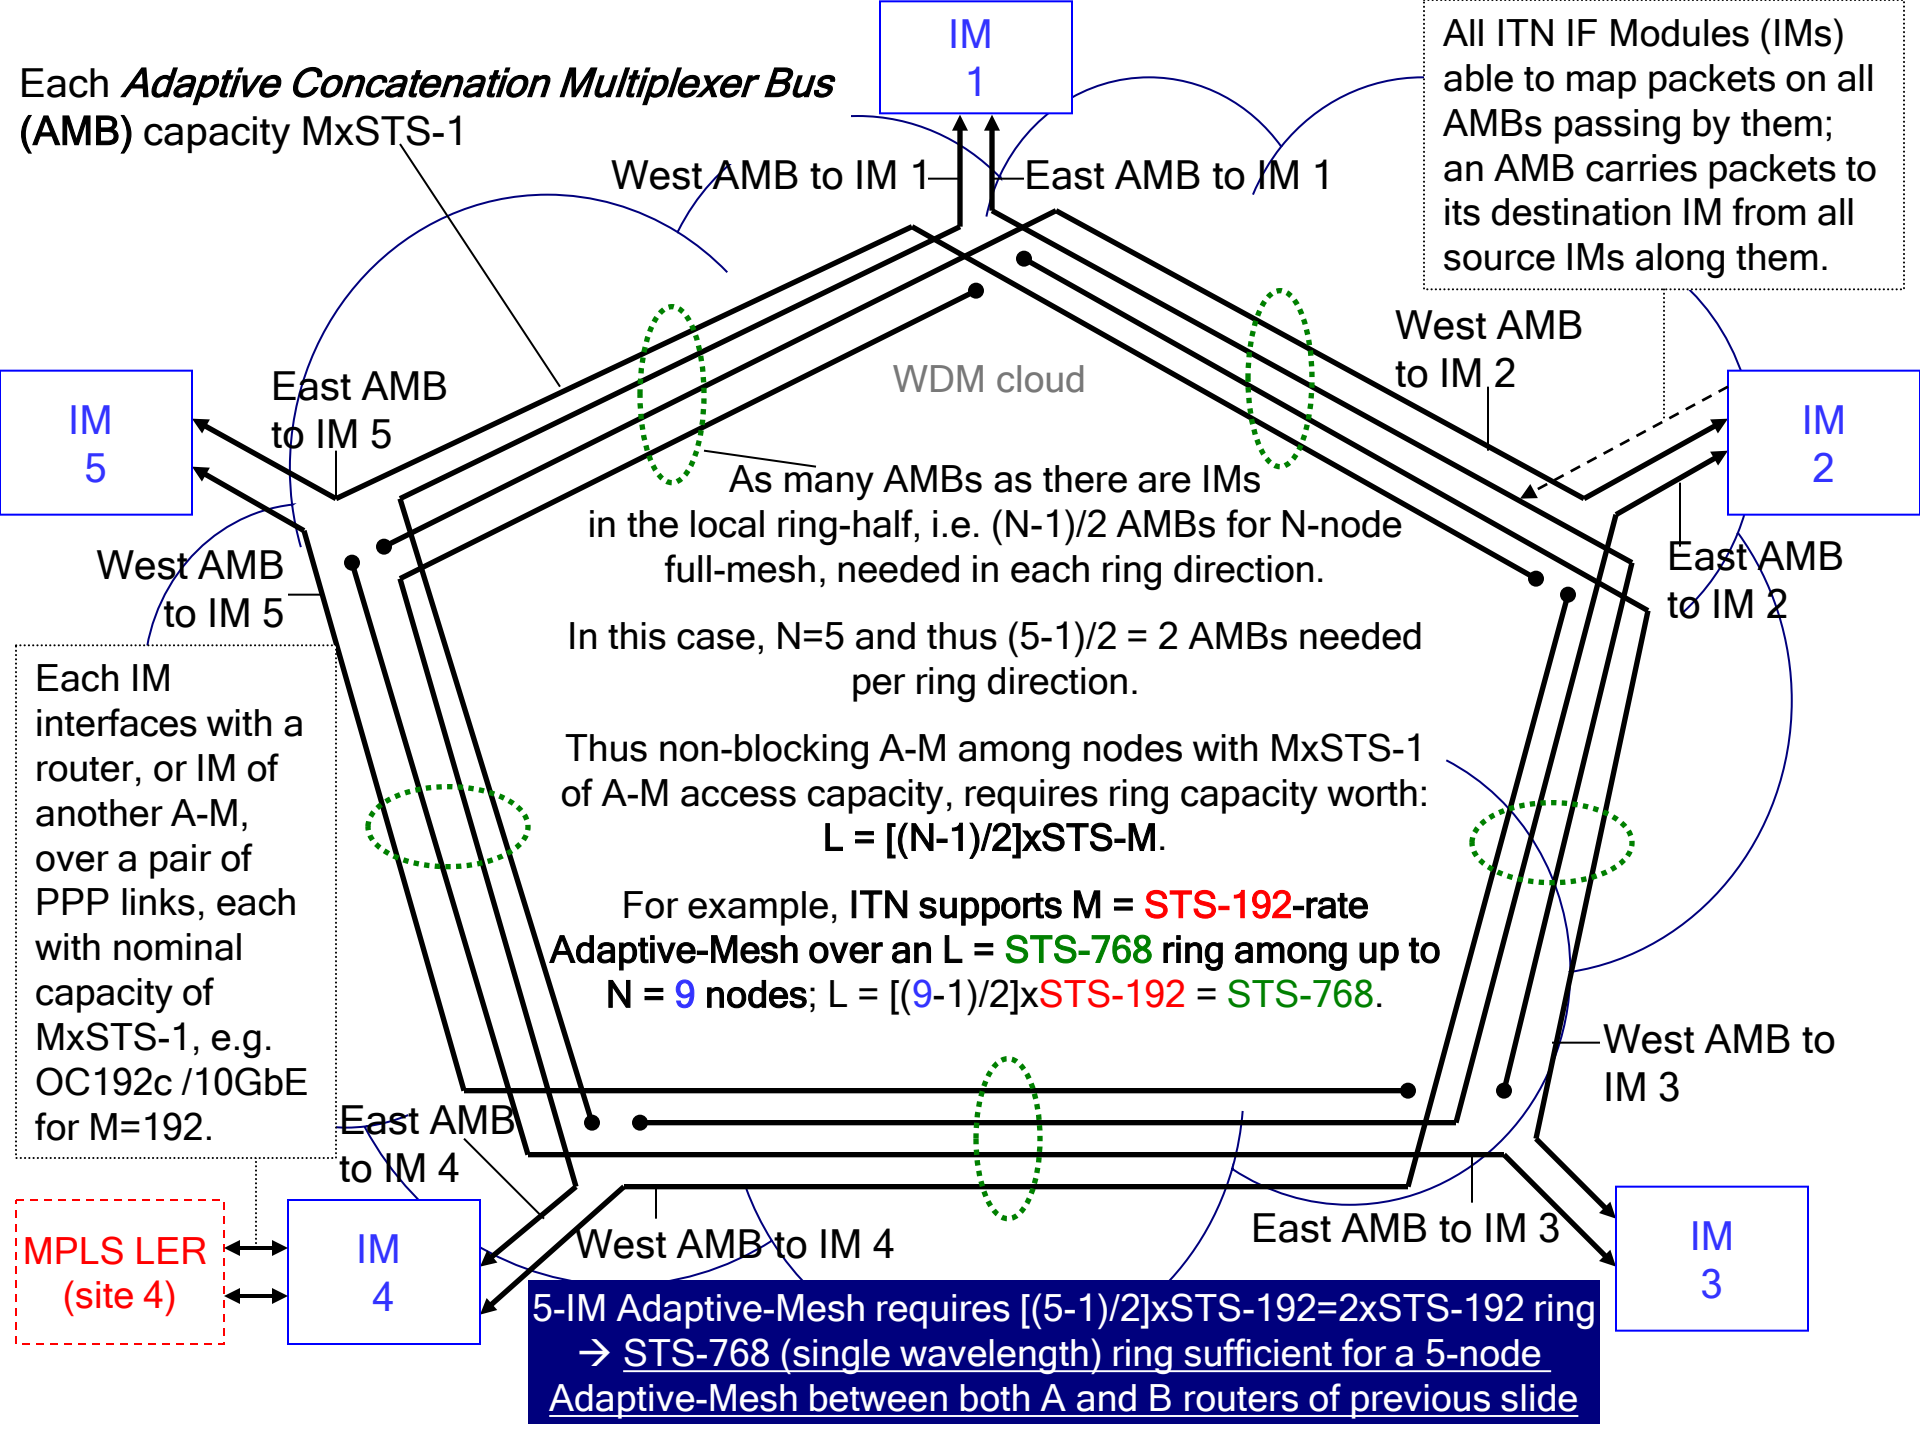 IM
1
Each Adaptive Concatenation Multiplexer Bus
(AMB) capacity MxSTS-1
All ITN IF Modules (IMs)
able to map packets on all
AMBs passing by them;
an AMB carries packets to
its destination IM from all
source IMs along them.
West AMB to IM 1
East AMB to IM 1
West AMB
to IM 2
WDM cloud
East AMB
to IM 5
IM
5
IM
2
As many AMBs as there are IMs
in the local ring-half, i.e. (N-1)/2 AMBs for N-node
full-mesh, needed in each ring direction.
West AMB
to IM 5
East AMB
to IM 2
In this case, N=5 and thus (5-1)/2 = 2 AMBs needed
per ring direction.
Each IM
interfaces with a
router, or IM of
another A-M,
over a pair of
PPP links, each
with nominal
capacity of
MxSTS-1, e.g.
OC192c /10GbE
for M=192.
Thus non-blocking A-M among nodes with MxSTS-1
of A-M access capacity, requires ring capacity worth:
L = [(N-1)/2]xSTS-M.
For example, ITN supports M = STS-192-rate
Adaptive-Mesh over an L = STS-768 ring among up to
N = 9 nodes; L = [(9-1)/2]xSTS-192 = STS-768.
West AMB to
IM 3
East AMB
to IM 4
West AMB to IM 4
East AMB to IM 3
MPLS LER
(site 4)
IM
4
IM
3
5-IM Adaptive-Mesh requires [(5-1)/2]xSTS-192=2xSTS-192 ring
→ STS-768 (single wavelength) ring sufficient for a 5-node
Adaptive-Mesh between both A and B routers of previous slide